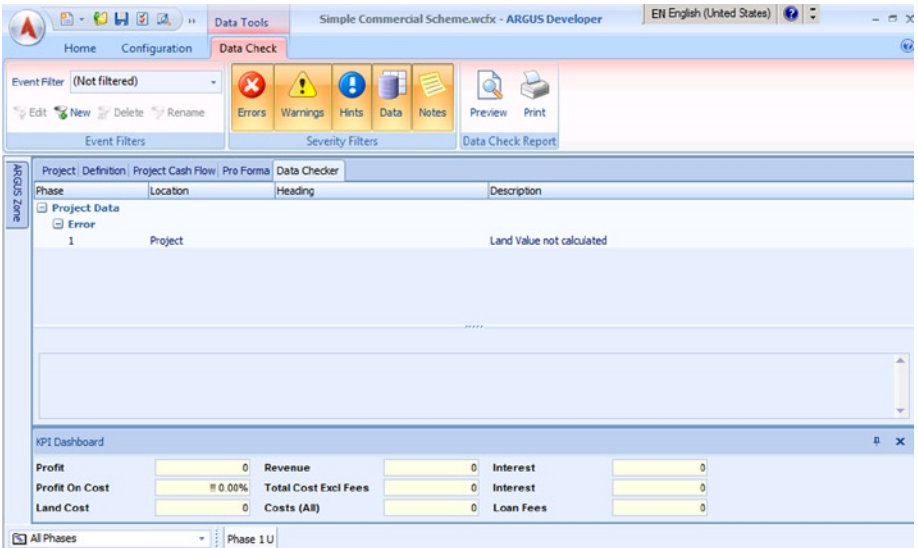 Data Tools
Simple Commercial Scheme.wcfx - ARGUS Developer
EN English (United States)
Home Configuration Data Check
Event Filter (Not filtered)
Edit New Delete Rename
Errors Warnings Hints Data Notes
Preview Print
Event Filters Severity Filters Data Check Report
ARGUS Zone
Project Definition Project Cash Flow Pro Forma Data Checker
Phase Location Heading Description
Project Data
Error
1 Project Land Value not calculated
KPI Dashboard
Profit 0 Revenue 0 Interest 0
Profit On Cost !! 0.00% Total Cost Excl Fees 0 Interest 0
Land Cost 0 Costs (All) 0 Loan Fees 0
All Phases Phase 1 U